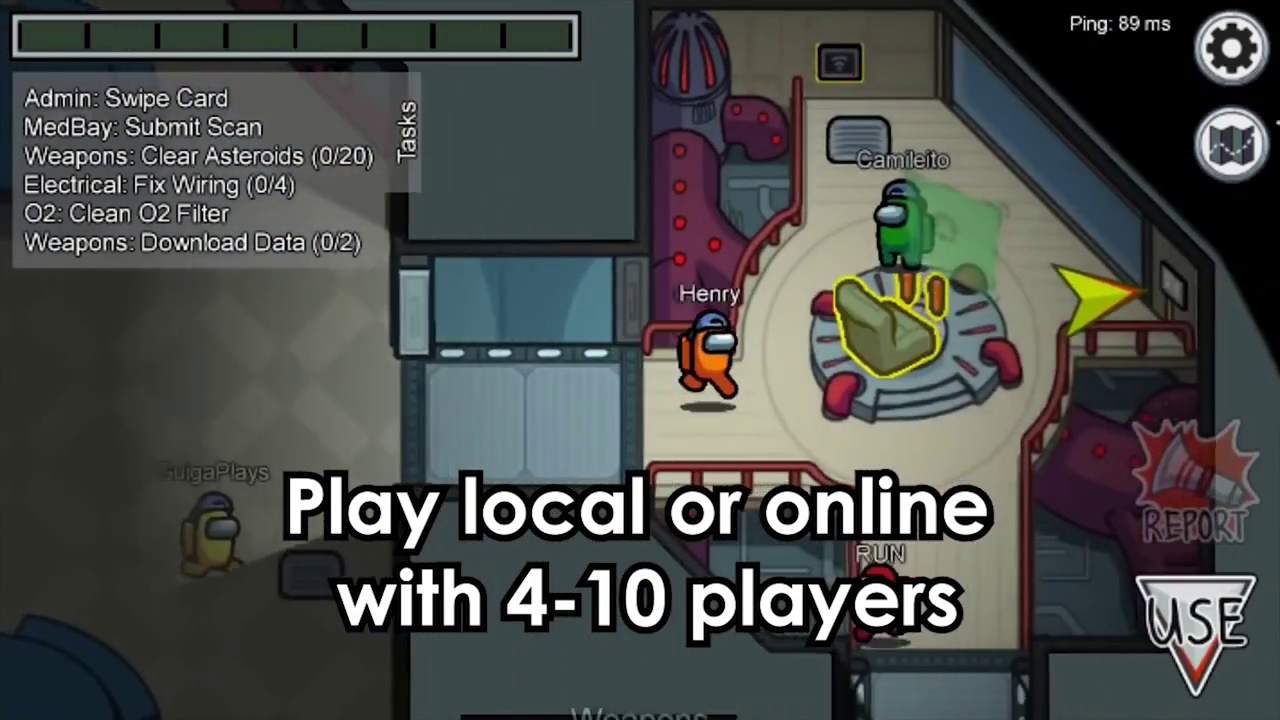 Ping: 89 ms
Admin: Swipe Card
MedBay: Submit Scan
Weapons: Clear Asteroids (0/20)
Electrical: Fix Wiring (0/4)
O2: Clean O2 Filter
Weapons: Download Data (0/2)
Tasks
Camileito
Henry
GuigaPlays
Play local or online
with 4-10 players
RUN
REPORT
USE
Weapons